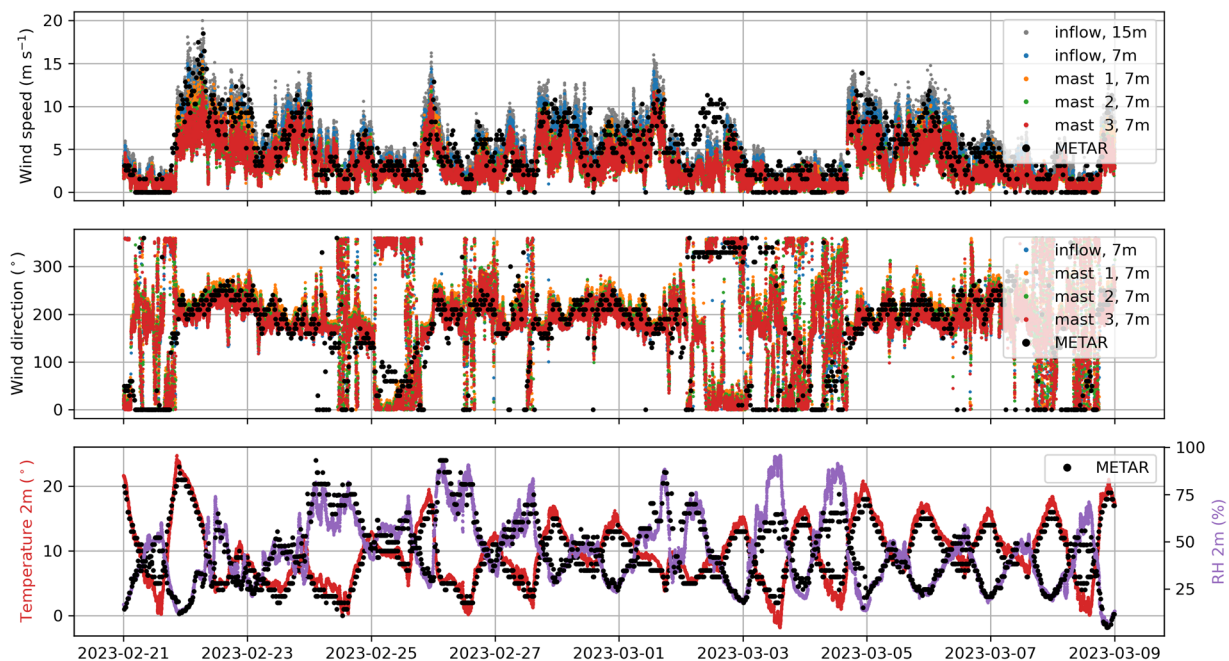 20
15
10
5
0
Wind speed (m s⁻¹)
inflow, 15m
inflow, 7m
mast 1, 7m
mast 2, 7m
mast 3, 7m
METAR
300
200
100
0
Wind direction (°)
inflow, 7m
mast 1, 7m
mast 2, 7m
mast 3, 7m
METAR
20
10
0
Temperature 2m (°)
METAR
100
75
50
25
RH 2m (%)
2023-02-21 2023-02-23 2023-02-25 2023-02-27 2023-03-01 2023-03-03 2023-03-05 2023-03-07 2023-03-09